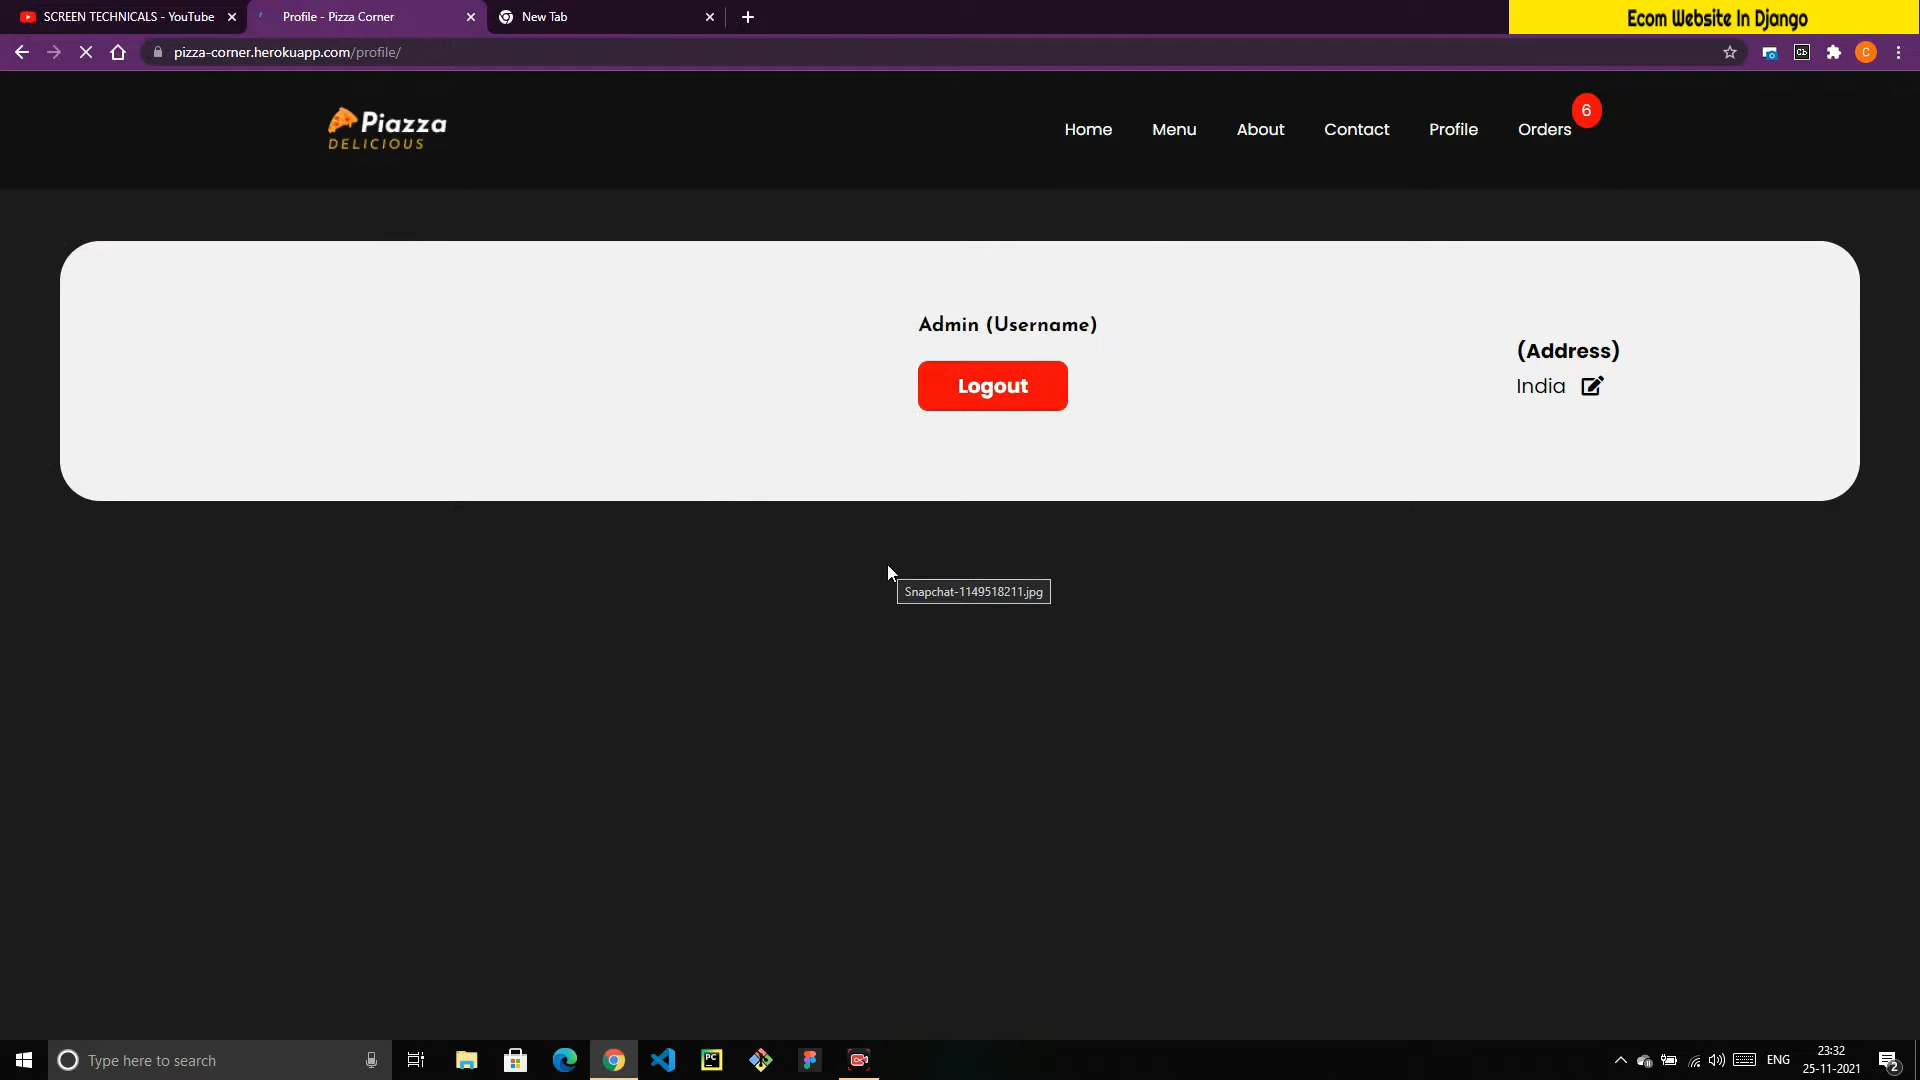 SCREEN TECHNICALS - YouTube
Profile - Pizza Corner
New Tab
Ecom Website In Django
pizza-corner.herokuapp.com/profile/
C
Piazza
DELICIOUS
Home
Menu
About
Contact
Profile
Orders
6
Admin (Username)
Logout
(Address)
India
Snapchat-1149518211.jpg
Type here to search
PC
ENG
23:32
25-11-2021
2